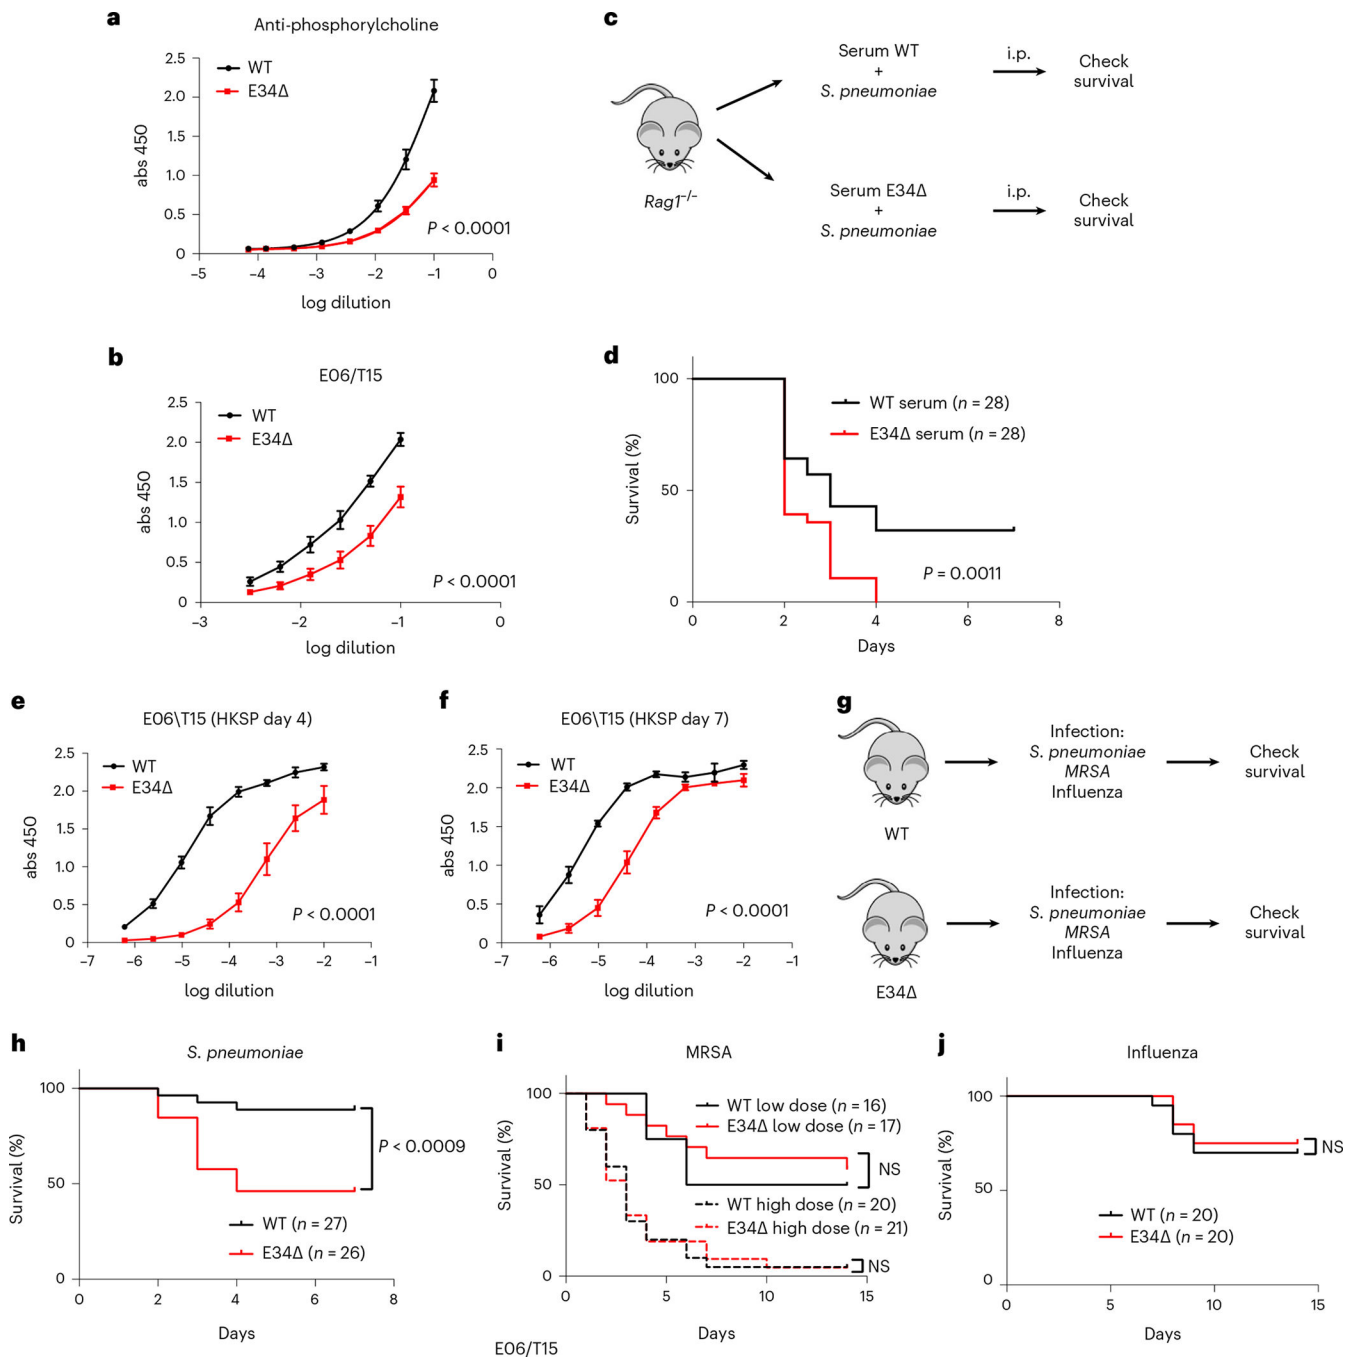 a
Anti-phosphorylcholine
2.5
2.0
1.5
1.0
0.5
0
abs 450
WT
E34Δ
P < 0.0001
–5
–4
–3
–2
–1
0
log dilution
c
Rag1–/–
Serum WT
+
S. pneumoniae
i.p.
Check
survival
Serum E34Δ
+
S. pneumoniae
i.p.
Check
survival
b
E06/T15
2.5
2.0
1.5
1.0
0.5
0
abs 450
WT
E34Δ
P < 0.0001
–3
–2
–1
0
log dilution
d
100
50
0
Survival (%)
WT serum (n = 28)
E34Δ serum (n = 28)
P = 0.0011
0
2
4
6
8
Days
e
E06\T15 (HKSP day 4)
2.5
2.0
1.5
1.0
0.5
0
abs 450
WT
E34Δ
P < 0.0001
–7
–6
–5
–4
–3
–2
–1
log dilution
f
E06\T15 (HKSP day 7)
2.5
2.0
1.5
1.0
0.5
0
abs 450
WT
E34Δ
P < 0.0001
–7
–6
–5
–4
–3
–2
–1
log dilution
g
WT
Infection:
S. pneumoniae
MRSA
Influenza
Check
survival
E34Δ
Infection:
S. pneumoniae
MRSA
Influenza
Check
survival
h
S. pneumoniae
100
50
0
Survival (%)
P < 0.0009
WT (n = 27)
E34Δ (n = 26)
0
2
4
6
8
Days
i
MRSA
100
50
0
Survival (%)
WT low dose (n = 16)
E34Δ low dose (n = 17)
NS
WT high dose (n = 20)
E34Δ high dose (n = 21)
NS
0
5
10
15
Days
j
Influenza
100
50
0
Survival (%)
NS
WT (n = 20)
E34Δ (n = 20)
0
5
10
15
Days
E06/T15